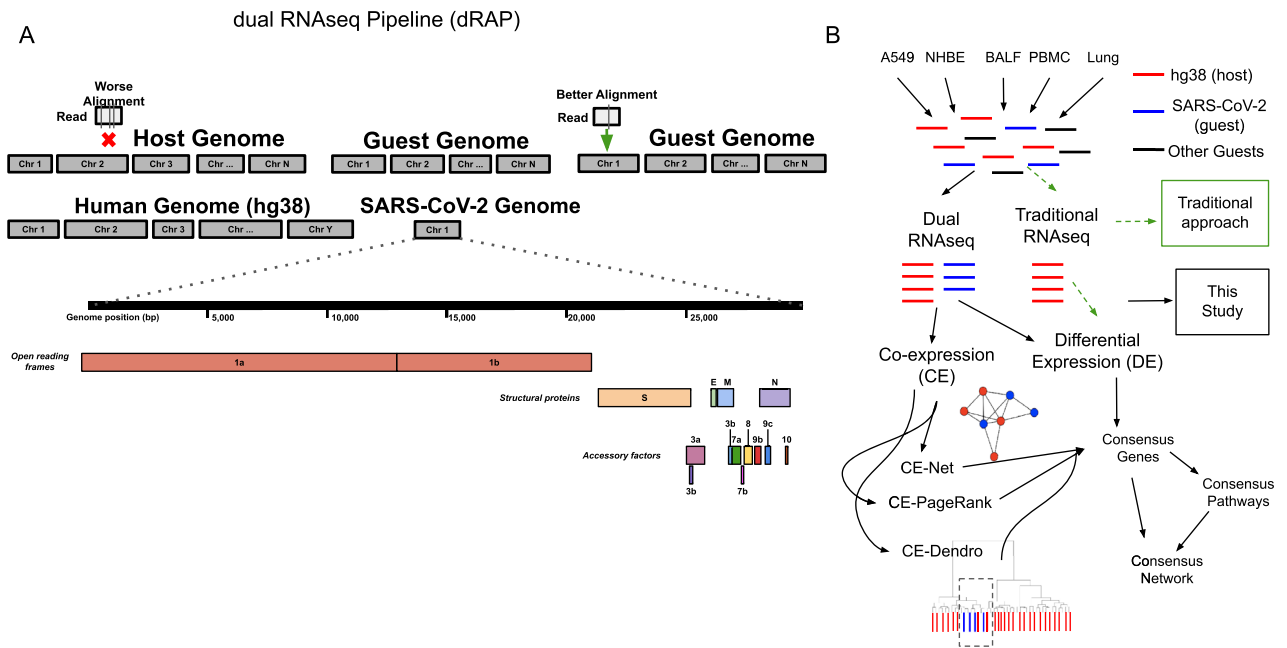 dual RNAseq Pipeline (dRAP)
A
Worse
Alignment
Read
Host Genome
Chr 1 Chr 2 Chr 3 Chr ... Chr N
Guest Genome
Chr 1 Chr 2 Chr ... Chr N
Better Alignment
Read
Guest Genome
Chr 1 Chr 2 Chr ... Chr N
Human Genome (hg38)
Chr 1 Chr 2 Chr 3 Chr ... Chr Y
SARS-CoV-2 Genome
Chr 1
Genome position (bp) 5,000 10,000 15,000 20,000 25,000
Open reading
frames
1a 1b
Structural proteins
S E M N
Accessory factors
3a 3b 8 9c
7a 9b 10
3b 7b
B
A549 NHBE BALF PBMC Lung
hg38 (host)
SARS-CoV-2
(guest)
Other Guests
Dual
RNAseq
Traditional
RNAseq
Traditional
approach
This
Study
Co-expression
(CE)
Differential
Expression (DE)
CE-Net
CE-PageRank
CE-Dendro
Consensus
Genes
Consensus
Pathways
Consensus
Network